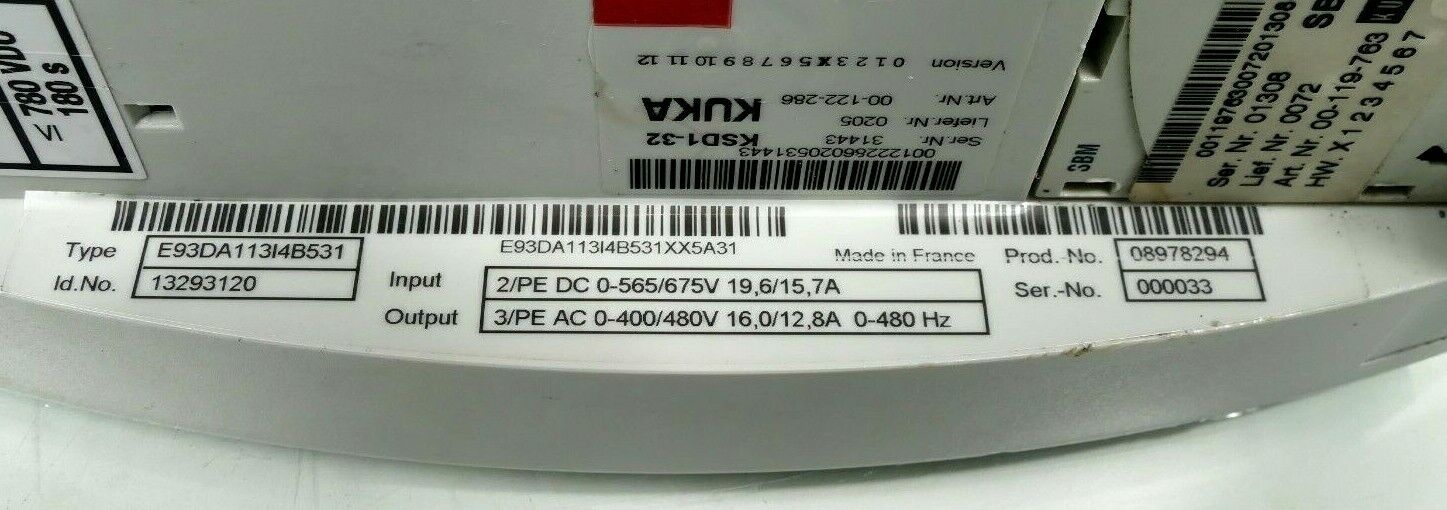 ≤ 780 VDC
180 s
00122286020531443
Ser.Nr. 31443 KSD1-32
Liefer.Nr. 0205
Art.Nr. 00-122-286 KUKA
Version 0 1 2 3 X 5 6 7 8 9 10 11 12
SBM
00119763007201308
Ser. Nr. 01308
Lief. Nr. 0072
Art. Nr. 00-119-763
HW. X 1 2 3 4 5 6 7
E93DA113I4B531XX5A31
Type E93DA113I4B531
Id.No. 13293120
Input 2/PE DC 0-565/675V 19,6/15,7A
Output 3/PE AC 0-400/480V 16,0/12,8A 0-480 Hz
Made in France
Prod.-No. 08978294
Ser.-No. 000033